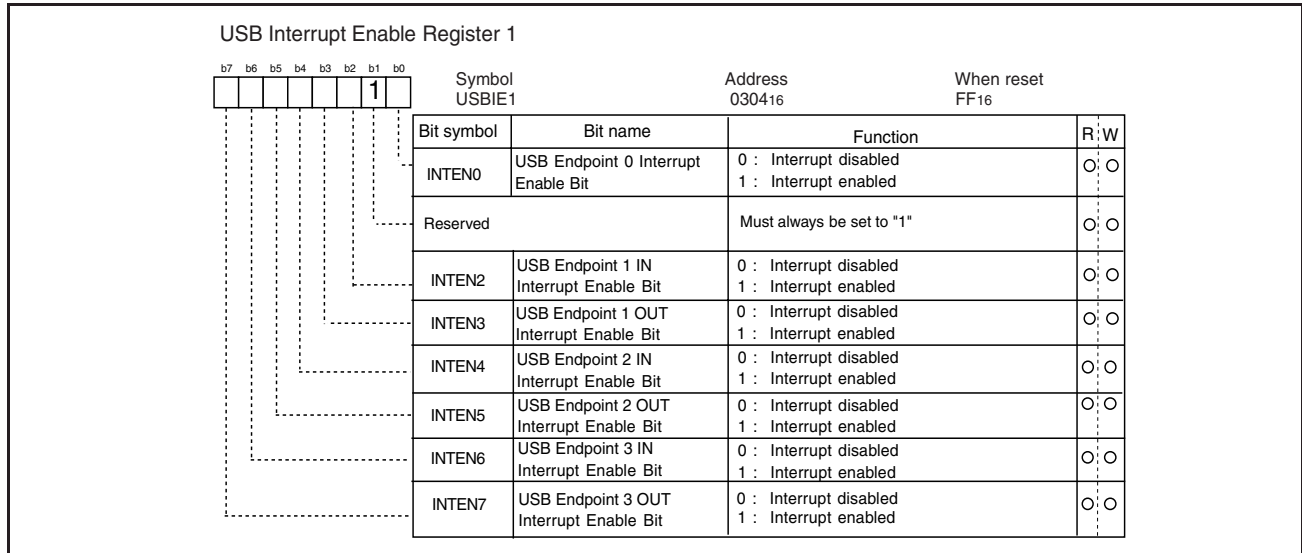 USB Interrupt Enable Register 1
b7 b6 b5 b4 b3 b2 b1 b0
1
Symbol Address When reset
USBIE1 030416 FF16
Bit symbol Bit name Function R W
INTEN0 USB Endpoint 0 Interrupt Enable Bit 0 : Interrupt disabled
1 : Interrupt enabled
O O
Reserved Must always be set to "1" O O
INTEN2 USB Endpoint 1 IN
Interrupt Enable Bit
0 : Interrupt disabled
1 : Interrupt enabled
O O
INTEN3 USB Endpoint 1 OUT
Interrupt Enable Bit
0 : Interrupt disabled
1 : Interrupt enabled
O O
INTEN4 USB Endpoint 2 IN
Interrupt Enable Bit
0 : Interrupt disabled
1 : Interrupt enabled
O O
INTEN5 USB Endpoint 2 OUT
Interrupt Enable Bit
0 : Interrupt disabled
1 : Interrupt enabled
O O
INTEN6 USB Endpoint 3 IN
Interrupt Enable Bit
0 : Interrupt disabled
1 : Interrupt enabled
O O
INTEN7 USB Endpoint 3 OUT
Interrupt Enable Bit
0 : Interrupt disabled
1 : Interrupt enabled
O O